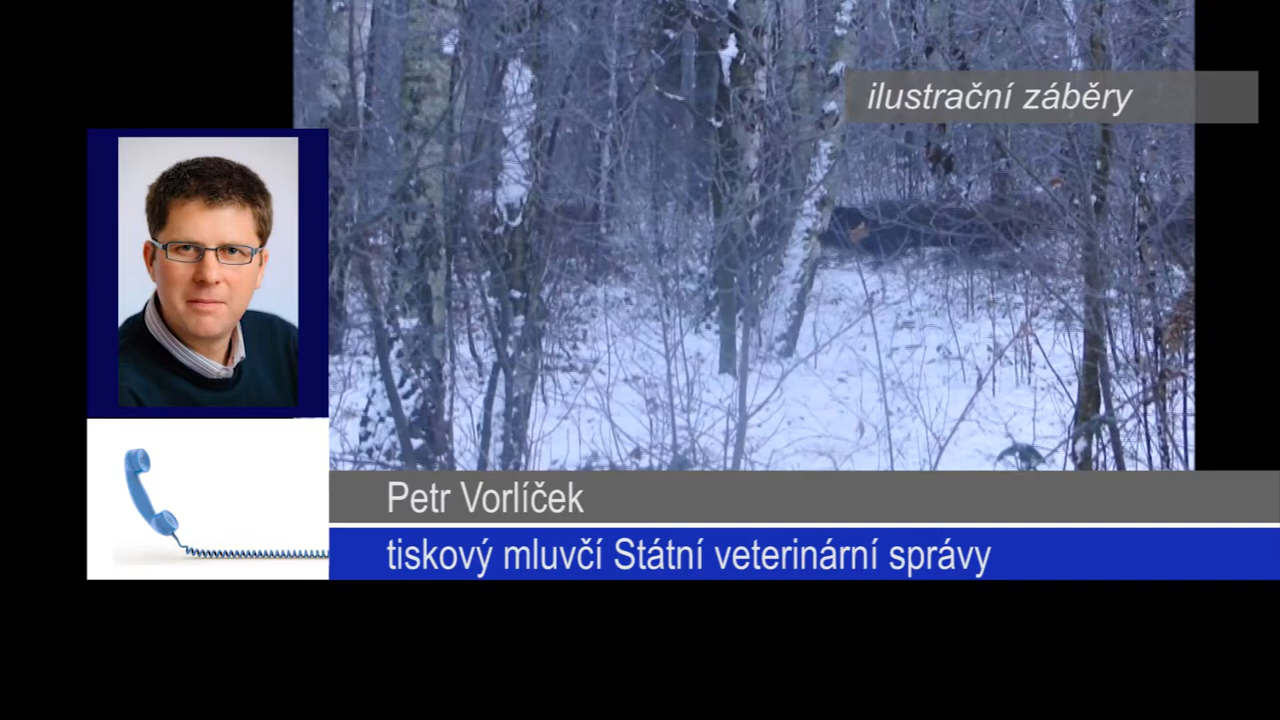 ilustrační záběry
Petr Vorlíček
tiskový mluvčí Státní veterinární správy